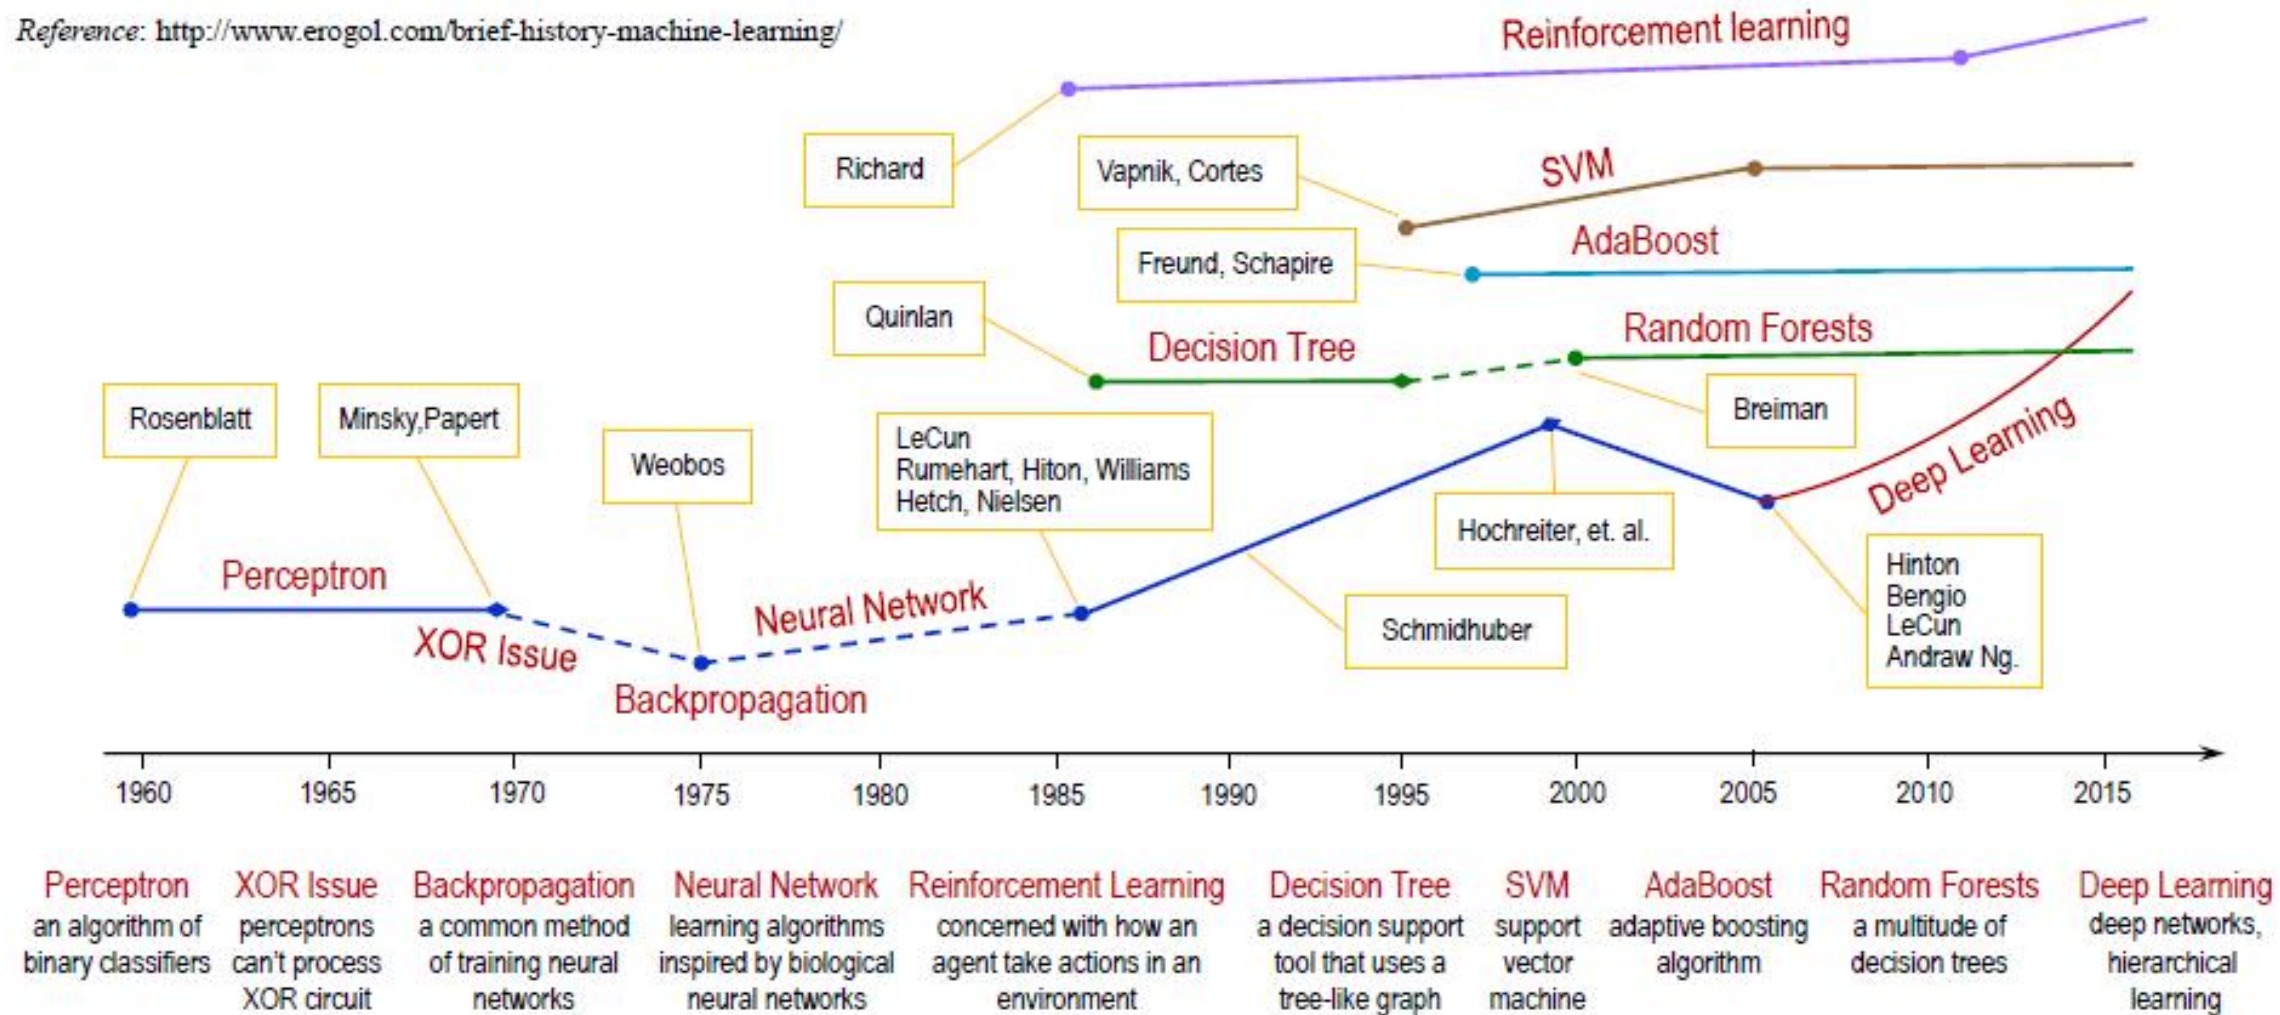 Reference: http://www.erogol.com/brief-history-machine-learning/
Reinforcement learning
Richard
Vapnik, Cortes
SVM
Freund, Schapire
AdaBoost
Quinlan
Decision Tree
Random Forests
Breiman
Rosenblatt
Minsky,Papert
Weobos
LeCun
Rumehart, Hiton, Williams
Hetch, Nielsen
Hochreiter, et. al.
Deep Learning
Perceptron
XOR Issue
Neural Network
Backpropagation
Schmidhuber
Hinton
Bengio
LeCun
Andraw Ng.
1960 1965 1970 1975 1980 1985 1990 1995 2000 2005 2010 2015
Perceptron
an algorithm of
binary classifiers
XOR Issue
perceptrons
can't process
XOR circuit
Backpropagation
a common method
of training neural
networks
Neural Network
learning algorithms
inspired by biological
neural networks
Reinforcement Learning
concerned with how an
agent take actions in an
environment
Decision Tree
a decision support
tool that uses a
tree-like graph
SVM
support
vector
machine
AdaBoost
adaptive boosting
algorithm
Random Forests
a multitude of
decision trees
Deep Learning
deep networks,
hierarchical
learning